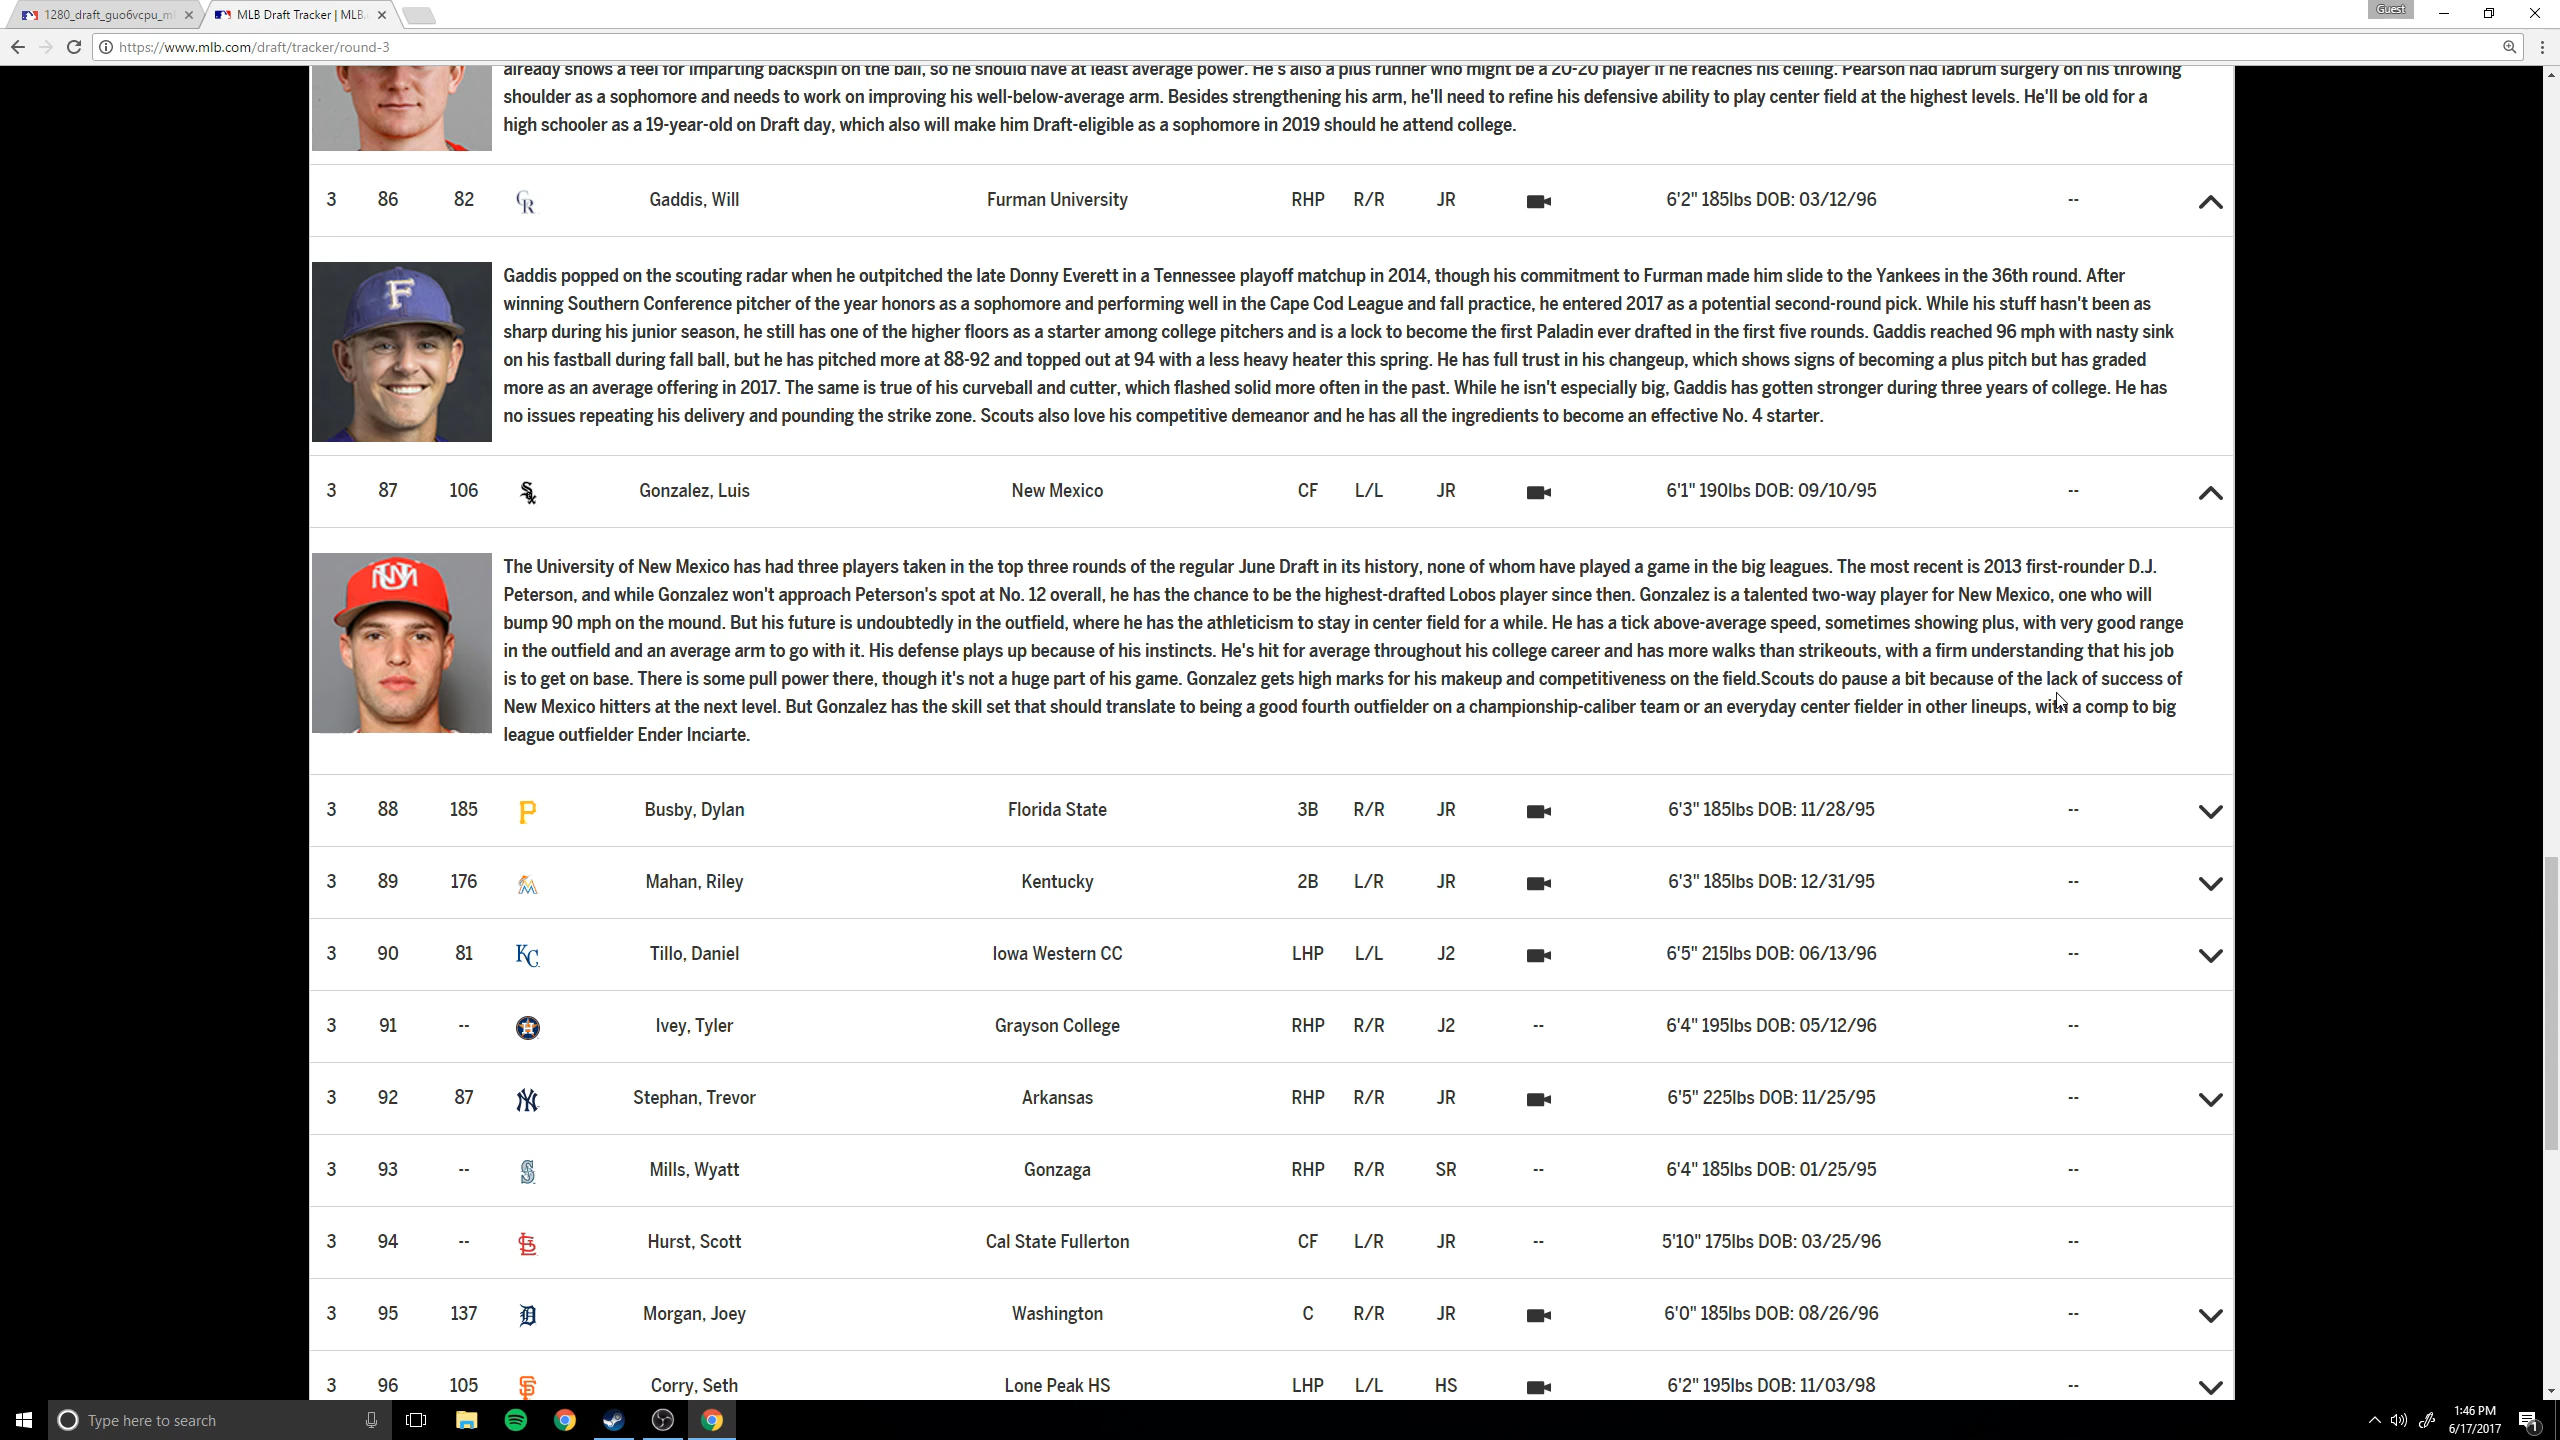 1280_draft_guo6vcpu_m
MLB Draft Tracker | MLB.
Guest
https://www.mlb.com/draft/tracker/round-3
already shows a feel for imparting backspin on the ball, so he should have at least average power. He's also a plus runner who might be a 20-20 player if he reaches his ceiling. Pearson had labrum surgery on his throwing
shoulder as a sophomore and needs to work on improving his well-below-average arm. Besides strengthening his arm, he'll need to refine his defensive ability to play center field at the highest levels. He'll be old for a
high schooler as a 19-year-old on Draft day, which also will make him Draft-eligible as a sophomore in 2019 should he attend college.
3 86 82 CR Gaddis, Will Furman University RHP R/R JR 6'2" 185lbs DOB: 03/12/96 --
F
Gaddis popped on the scouting radar when he outpitched the late Donny Everett in a Tennessee playoff matchup in 2014, though his commitment to Furman made him slide to the Yankees in the 36th round. After
winning Southern Conference pitcher of the year honors as a sophomore and performing well in the Cape Cod League and fall practice, he entered 2017 as a potential second-round pick. While his stuff hasn't been as
sharp during his junior season, he still has one of the higher floors as a starter among college pitchers and is a lock to become the first Paladin ever drafted in the first five rounds. Gaddis reached 96 mph with nasty sink
on his fastball during fall ball, but he has pitched more at 88-92 and topped out at 94 with a less heavy heater this spring. He has full trust in his changeup, which shows signs of becoming a plus pitch but has graded
more as an average offering in 2017. The same is true of his curveball and cutter, which flashed solid more often in the past. While he isn't especially big, Gaddis has gotten stronger during three years of college. He has
no issues repeating his delivery and pounding the strike zone. Scouts also love his competitive demeanor and he has all the ingredients to become an effective No. 4 starter.
3 87 106 Sox Gonzalez, Luis New Mexico CF L/L JR 6'1" 190lbs DOB: 09/10/95 --
The University of New Mexico has had three players taken in the top three rounds of the regular June Draft in its history, none of whom have played a game in the big leagues. The most recent is 2013 first-rounder D.J.
Peterson, and while Gonzalez won't approach Peterson's spot at No. 12 overall, he has the chance to be the highest-drafted Lobos player since then. Gonzalez is a talented two-way player for New Mexico, one who will
bump 90 mph on the mound. But his future is undoubtedly in the outfield, where he has the athleticism to stay in center field for a while. He has a tick above-average speed, sometimes showing plus, with very good range
in the outfield and an average arm to go with it. His defense plays up because of his instincts. He's hit for average throughout his college career and has more walks than strikeouts, with a firm understanding that his job
is to get on base. There is some pull power there, though it's not a huge part of his game. Gonzalez gets high marks for his makeup and competitiveness on the field.Scouts do pause a bit because of the lack of success of
New Mexico hitters at the next level. But Gonzalez has the skill set that should translate to being a good fourth outfielder on a championship-caliber team or an everyday center fielder in other lineups, with a comp to big
league outfielder Ender Inciarte.
3 88 185 P Busby, Dylan Florida State 3B R/R JR 6'3" 185lbs DOB: 11/28/95 --
3 89 176 M Mahan, Riley Kentucky 2B L/R JR 6'3" 185lbs DOB: 12/31/95 --
3 90 81 KC Tillo, Daniel Iowa Western CC LHP L/L J2 6'5" 215lbs DOB: 06/13/96 --
3 91 -- H Ivey, Tyler Grayson College RHP R/R J2 -- 6'4" 195lbs DOB: 05/12/96 --
3 92 87 NY Stephan, Trevor Arkansas RHP R/R JR 6'5" 225lbs DOB: 11/25/95 --
3 93 -- S Mills, Wyatt Gonzaga RHP R/R SR -- 6'4" 185lbs DOB: 01/25/95 --
3 94 -- STL Hurst, Scott Cal State Fullerton CF L/R JR -- 5'10" 175lbs DOB: 03/25/96 --
3 95 137 D Morgan, Joey Washington C R/R JR 6'0" 185lbs DOB: 08/26/96 --
3 96 105 SF Corry, Seth Lone Peak HS LHP L/L HS 6'2" 195lbs DOB: 11/03/98 --
Type here to search
1:46 PM
6/17/2017
1